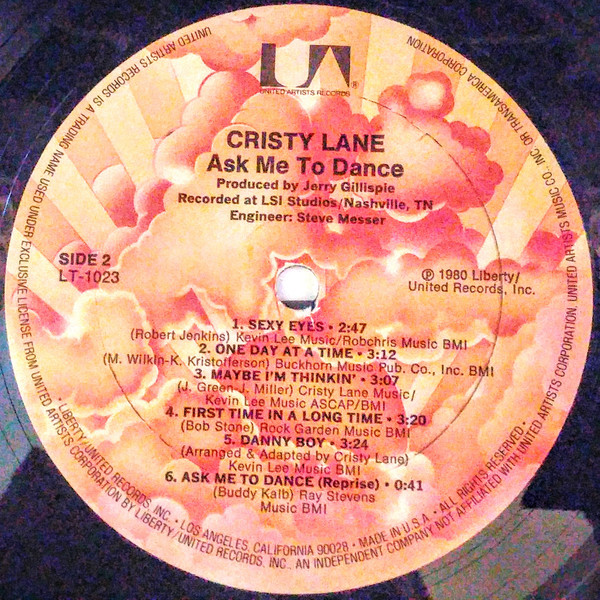 UA®
UNITED ARTISTS RECORDS
CRISTY LANE
Ask Me To Dance
Produced by Jerry Gillispie
Recorded at LSI Studios/Nashville, TN
Engineer: Steve Messer
SIDE 2
LT-1023
℗ 1980 Liberty/
United Records, Inc.
1. SEXY EYES • 2:47
(Robert Jenkins) Kevin Lee Music/Robchris Music BMI
2. ONE DAY AT A TIME • 3:12
(M. Wilkin-K. Kristofferson) Buckhorn Music Pub. Co., Inc. BMI
3. MAYBE I'M THINKIN' • 3:07
(J. Green-J. Miller) Cristy Lane Music/
Kevin Lee Music ASCAP/BMI
4. FIRST TIME IN A LONG TIME • 3:20
(Bob Stone) Rock Garden Music BMI
5. DANNY BOY • 3:24
(Arranged & Adapted by Cristy Lane)
Kevin Lee Music BMI
6. ASK ME TO DANCE (Reprise) • 0:41
(Buddy Kalb) Ray Stevens
Music BMI
• LIBERTY/UNITED RECORDS, INC. • LOS ANGELES, CALIFORNIA 90028 • MADE IN U.S.A. • ALL RIGHTS RESERVED •
UNITED ARTISTS RECORDS IS A TRADING NAME USED UNDER EXCLUSIVE LICENSE FROM UNITED ARTISTS CORPORATION BY LIBERTY/UNITED RECORDS, INC., AN INDEPENDENT COMPANY NOT AFFILIATED WITH UNITED ARTISTS CORPORATION, UNITED ARTISTS MUSIC CO., INC. OR TRANSAMERICA CORPORATION